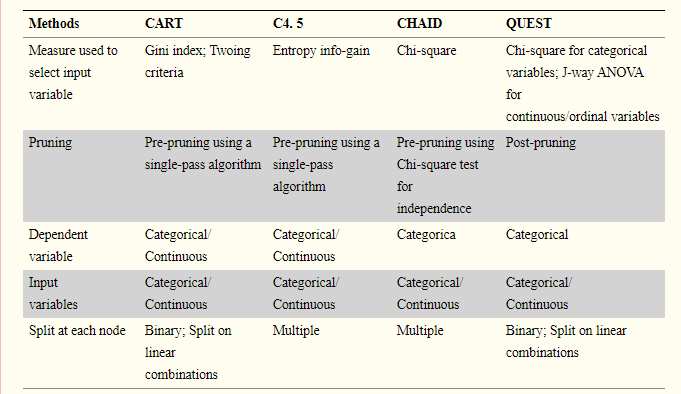 Methods CART C4. 5 CHAID QUEST
Measure used to Gini index; Twoing Entropy info-gain Chi-square Chi-square for categorical
select input criteria variables; J-way ANOVA
variable for
continuous/ordinal variables
Pruning Pre-pruning using a Pre-pruning using a Pre-pruning using Post-pruning
single-pass algorithm single-pass Chi-square test
algorithm for
independence
Dependent Categorical/ Categorical/ Categorica Categorical
variable Continuous Continuous
Input Categorical/ Categorical/ Categorical/ Categorical/
variables Continuous Continuous Continuous Continuous
Split at each node Binary; Split on Multiple Multiple Binary; Split on linear
linear combinations
combinations